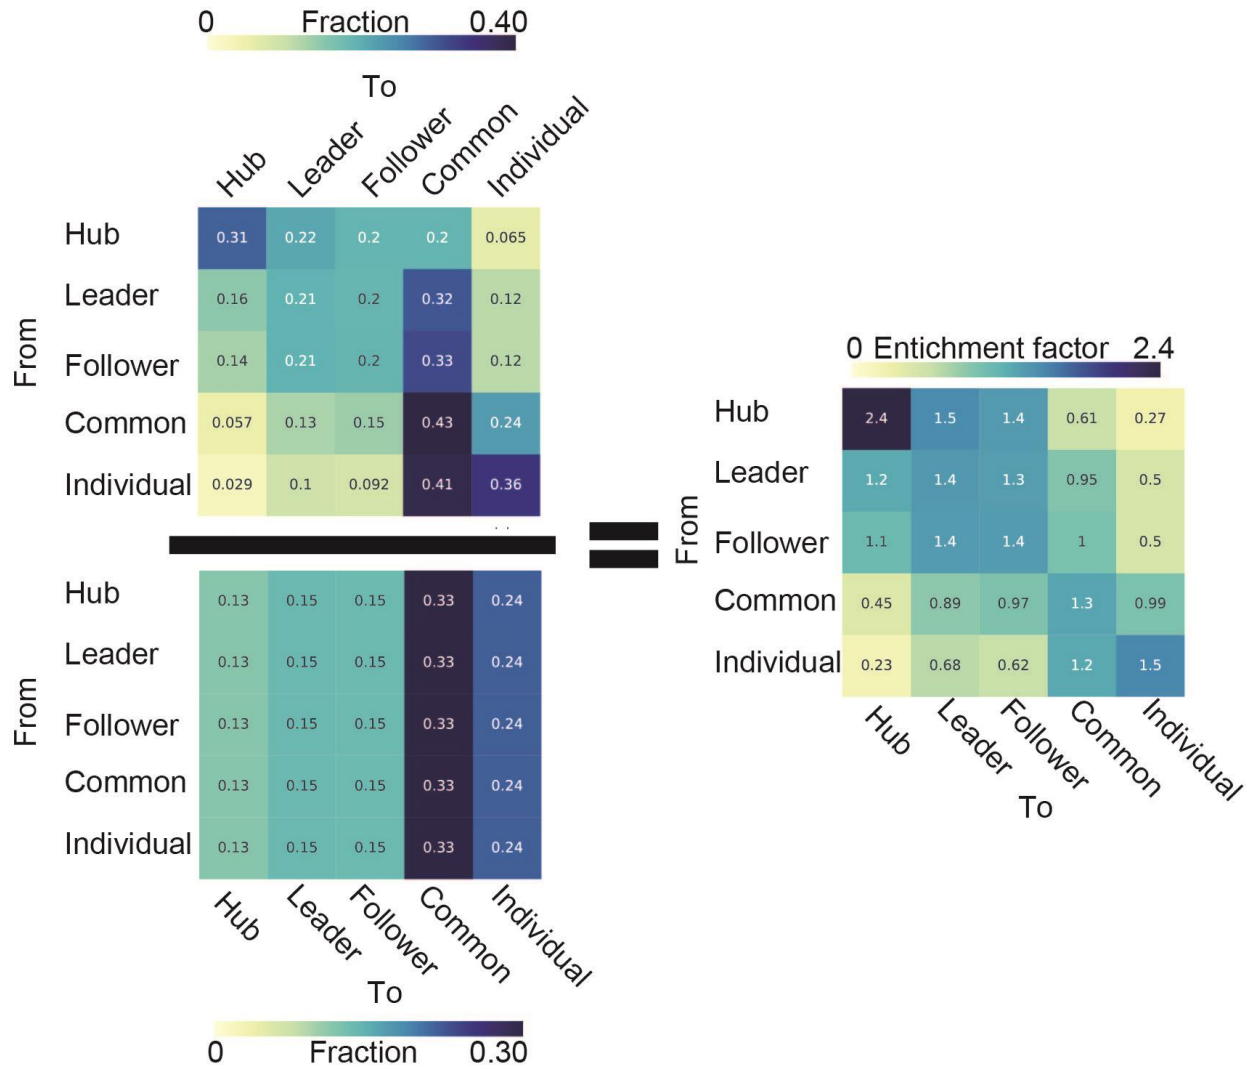 0 Fraction 0.40
To
Hub Leader Follower Common Individual
From
Hub 0.31 0.22 0.2 0.2 0.065
Leader 0.16 0.21 0.2 0.32 0.12
Follower 0.14 0.21 0.2 0.33 0.12
Common 0.057 0.13 0.15 0.43 0.24
Individual 0.029 0.1 0.092 0.41 0.36
From
Hub 0.13 0.15 0.15 0.33 0.24
Leader 0.13 0.15 0.15 0.33 0.24
Follower 0.13 0.15 0.15 0.33 0.24
Common 0.13 0.15 0.15 0.33 0.24
Individual 0.13 0.15 0.15 0.33 0.24
Hub Leader Follower Common Individual
To
0 Fraction 0.30
=
0 Entichment factor 2.4
From
Hub 2.4 1.5 1.4 0.61 0.27
Leader 1.2 1.4 1.3 0.95 0.5
Follower 1.1 1.4 1.4 1 0.5
Common 0.45 0.89 0.97 1.3 0.99
Individual 0.23 0.68 0.62 1.2 1.5
Hub Leader Follower Common Individual
To